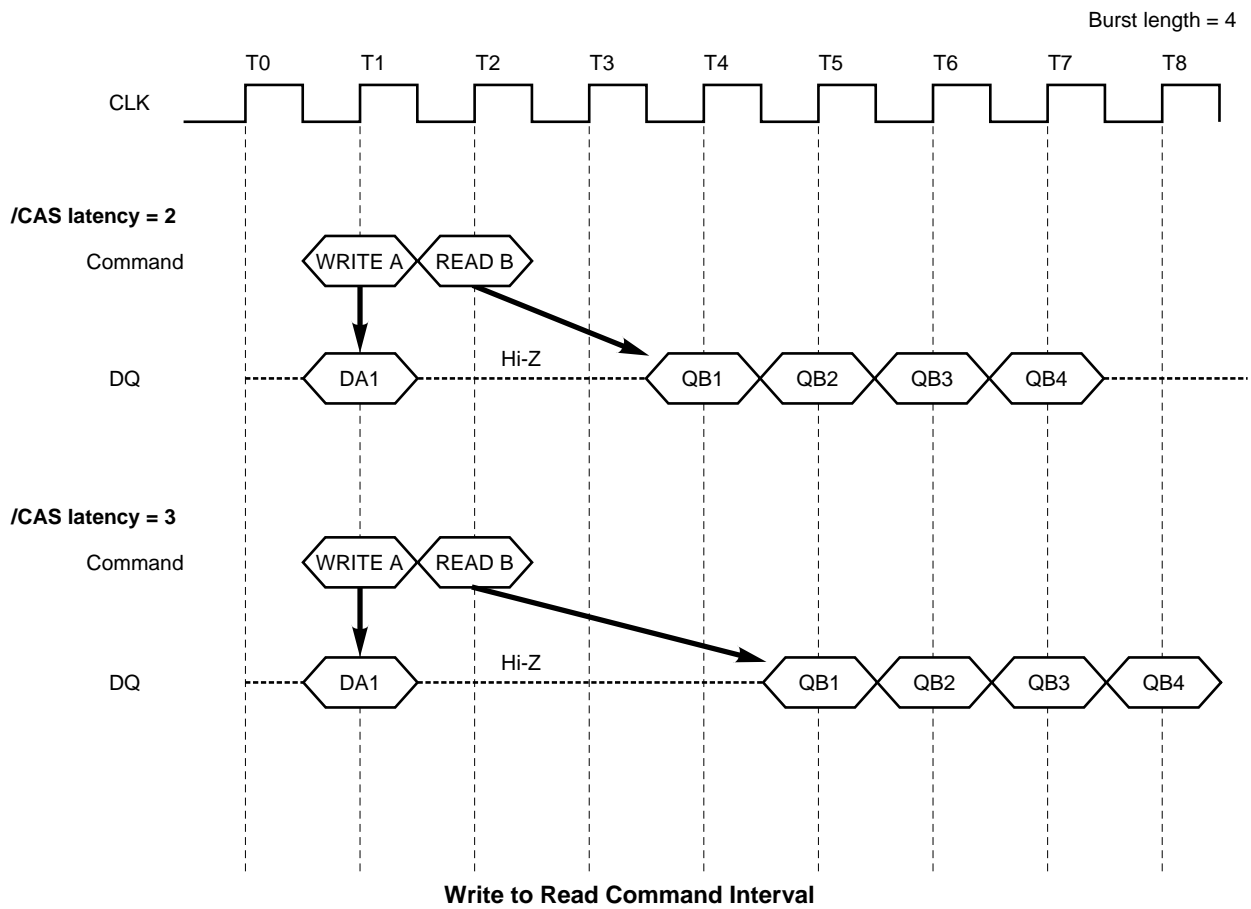 Burst length = 4
T0 T1 T2 T3 T4 T5 T6 T7 T8
CLK
/CAS latency = 2
Command WRITE A READ B
Hi-Z
DQ DA1 QB1 QB2 QB3 QB4
/CAS latency = 3
Command WRITE A READ B
Hi-Z
DQ DA1 QB1 QB2 QB3 QB4
Write to Read Command Interval